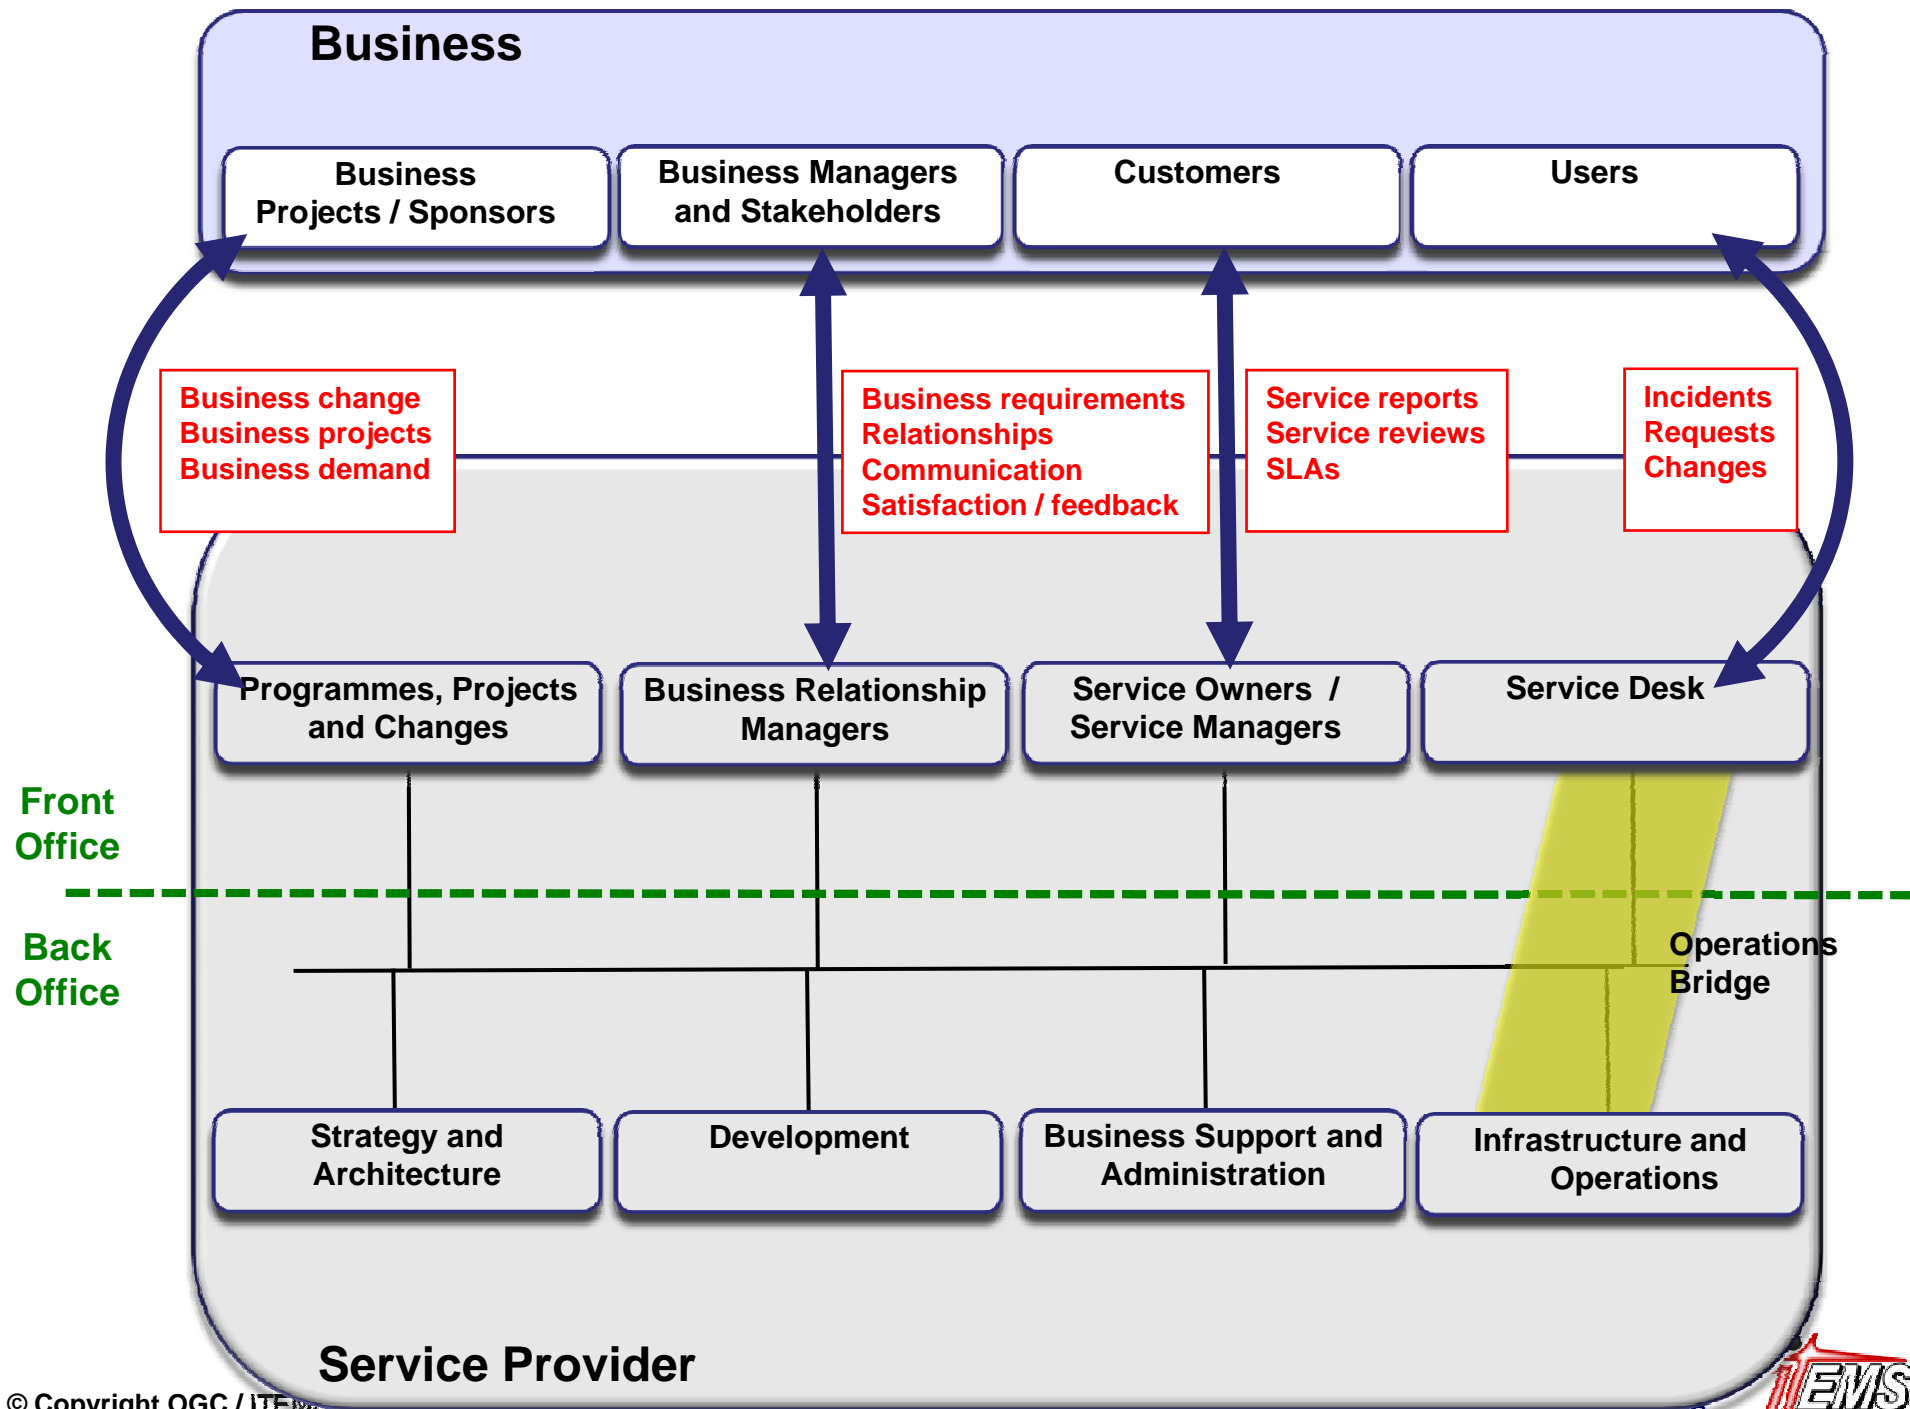 Business
Business
Projects / Sponsors
Business Managers
and Stakeholders
Customers
Users
Business change
Business projects
Business demand
Business requirements
Relationships
Communication
Satisfaction / feedback
Service reports
Service reviews
SLAs
Incidents
Requests
Changes
Programmes, Projects
and Changes
Business Relationship
Managers
Service Owners /
Service Managers
Service Desk
Front
Office
Back
Office
Operations
Bridge
Strategy and
Architecture
Development
Business Support and
Administration
Infrastructure and
Operations
Service Provider
© Copyright OGC /
iTEMS